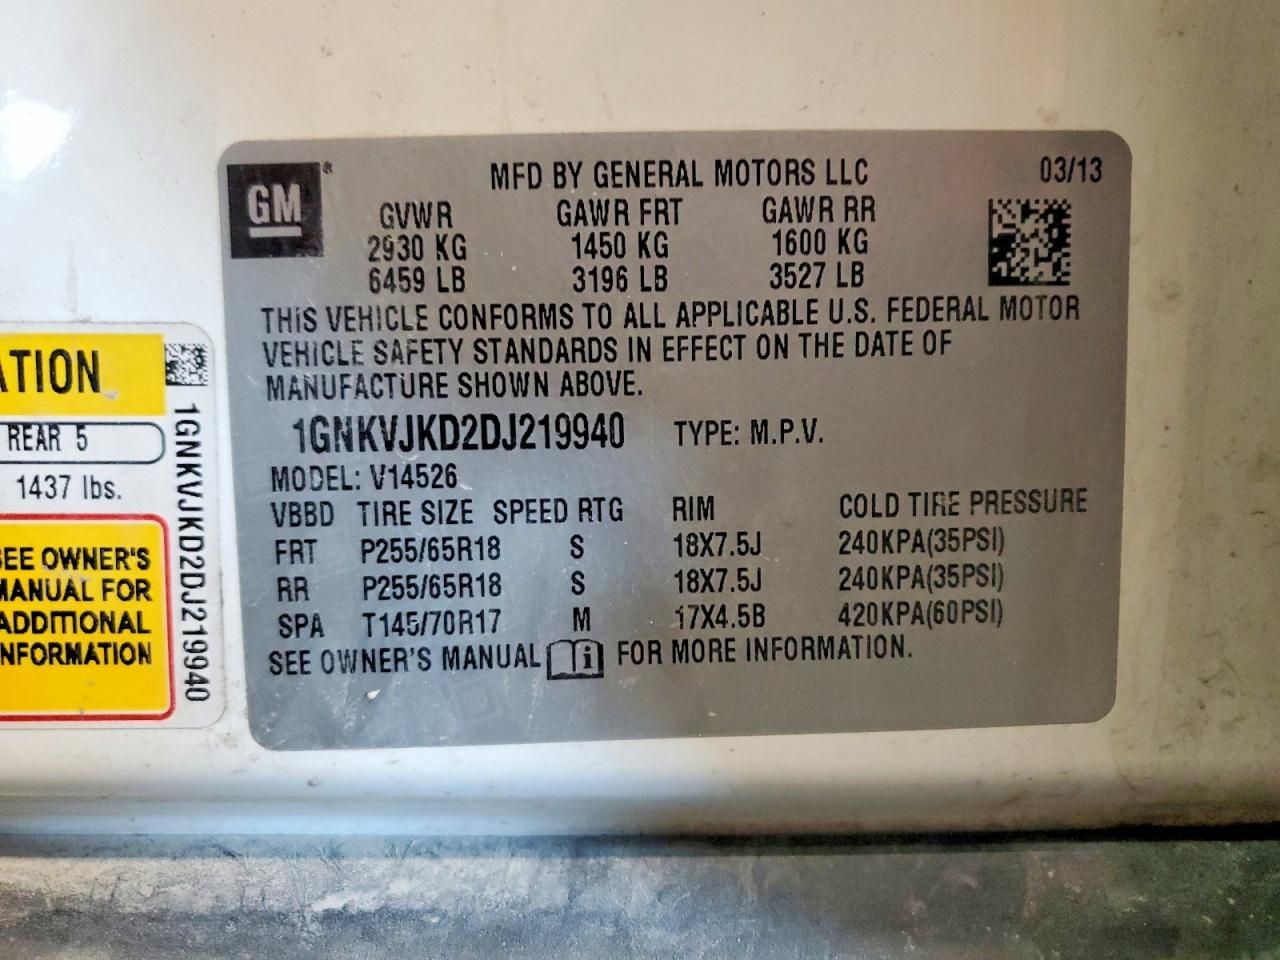 GM
®
MFD BY GENERAL MOTORS LLC
03/13
GVWR GAWR FRT GAWR RR
2930 KG 1450 KG 1600 KG
6459 LB 3196 LB 3527 LB
THIS VEHICLE CONFORMS TO ALL APPLICABLE U.S. FEDERAL MOTOR
VEHICLE SAFETY STANDARDS IN EFFECT ON THE DATE OF
MANUFACTURE SHOWN ABOVE.
1GNKVJKD2DJ219940 TYPE: M.P.V.
MODEL: V14526
VBBD TIRE SIZE SPEED RTG RIM COLD TIRE PRESSURE
FRT P255/65R18 S 18X7.5J 240KPA(35PSI)
RR P255/65R18 S 18X7.5J 240KPA(35PSI)
SPA T145/70R17 M 17X4.5B 420KPA(60PSI)
SEE OWNER'S MANUAL i FOR MORE INFORMATION.
ATION
REAR 5
1437 lbs.
SEE OWNER'S
MANUAL FOR
ADDITIONAL
INFORMATION
1GNKVJKD2DJ219940